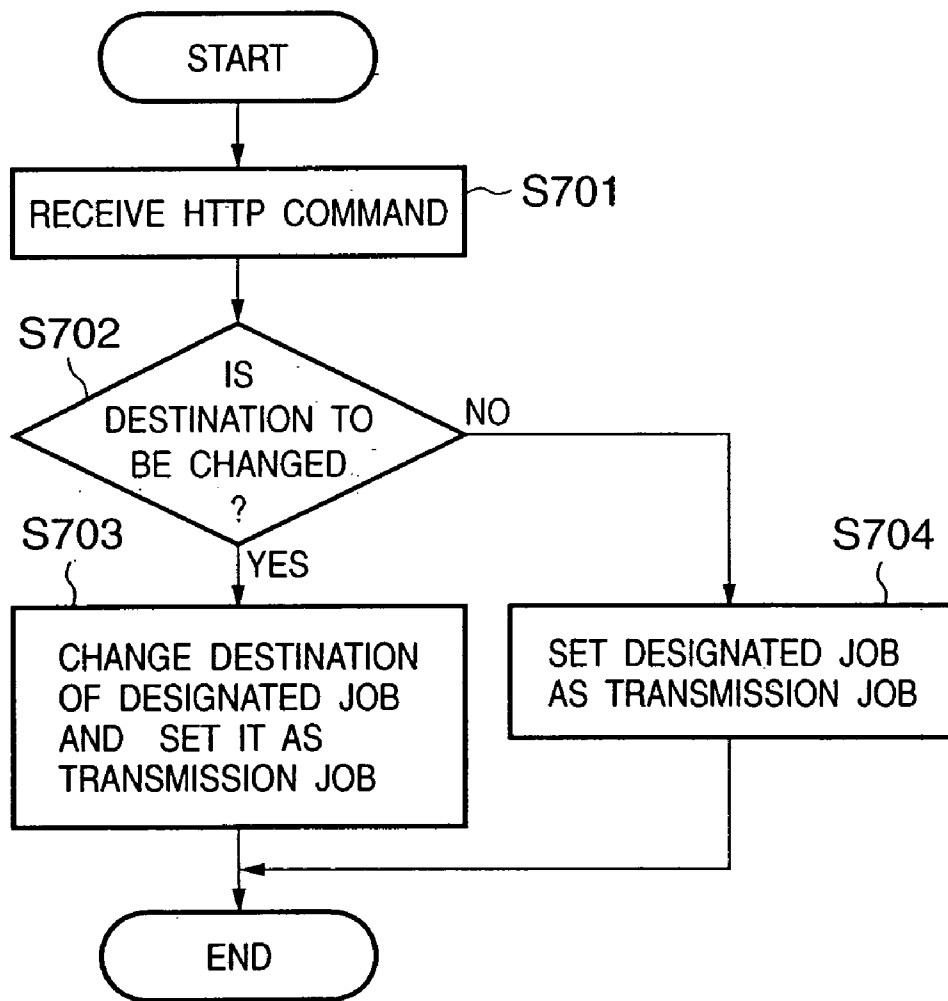 START
RECEIVE HTTP COMMAND
S701
S702
IS
DESTINATION TO
BE CHANGED
?
NO
YES
S703
CHANGE DESTINATION
OF DESIGNATED JOB
AND SET IT AS
TRANSMISSION JOB
S704
SET DESIGNATED JOB
AS TRANSMISSION JOB
END